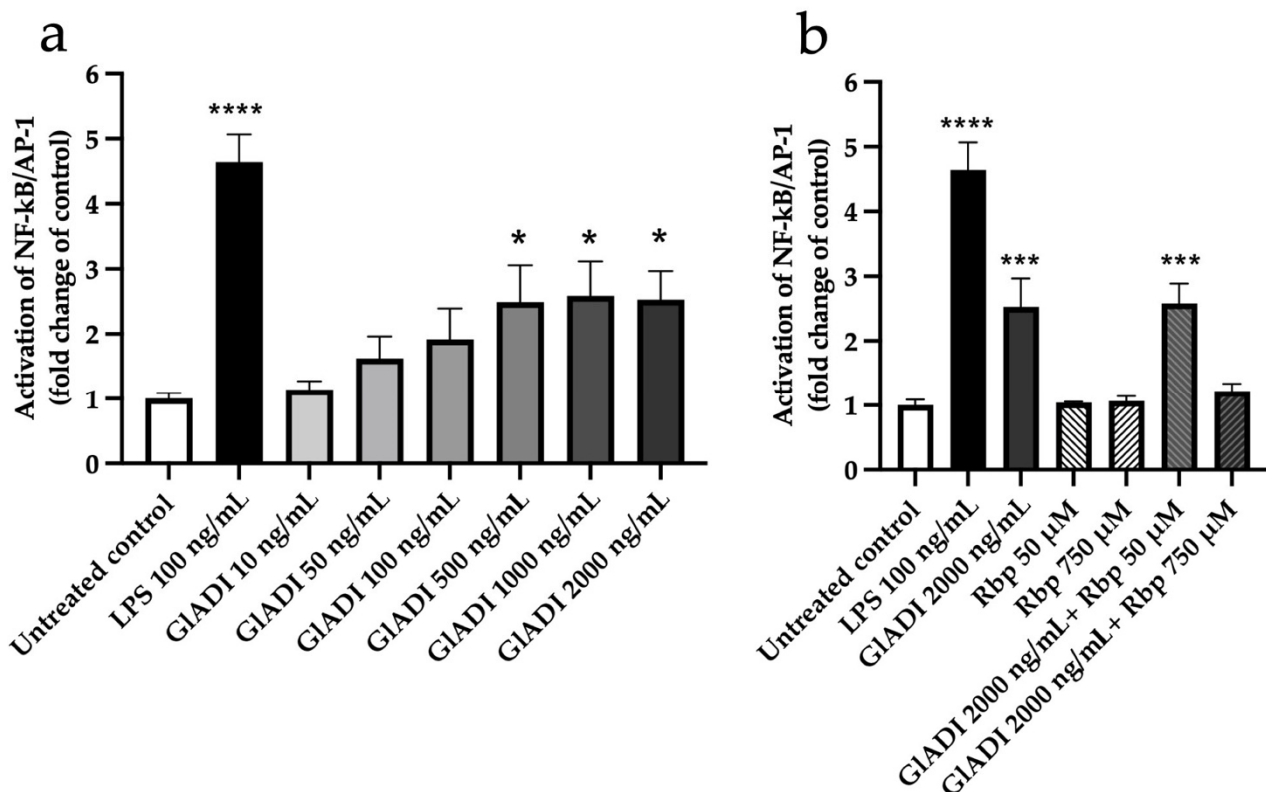 a
Activation of NF-kB/AP-1
(fold change of control)
6
5
4
3
2
1
0
****
*
*
*
Untreated control
LPS 100 ng/mL
GlADI 10 ng/mL
GlADI 50 ng/mL
GlADI 100 ng/mL
GlADI 500 ng/mL
GlADI 1000 ng/mL
GlADI 2000 ng/mL
b
Activation of NF-kB/AP-1
(fold change of control)
6
5
4
3
2
1
0
****
***
***
Untreated control
LPS 100 ng/mL
GlADI 2000 ng/mL
Rbp 50 μM
Rbp 750 μM
GlADI 2000 ng/mL+ Rbp 50 μM
GlADI 2000 ng/mL+ Rbp 750 μM